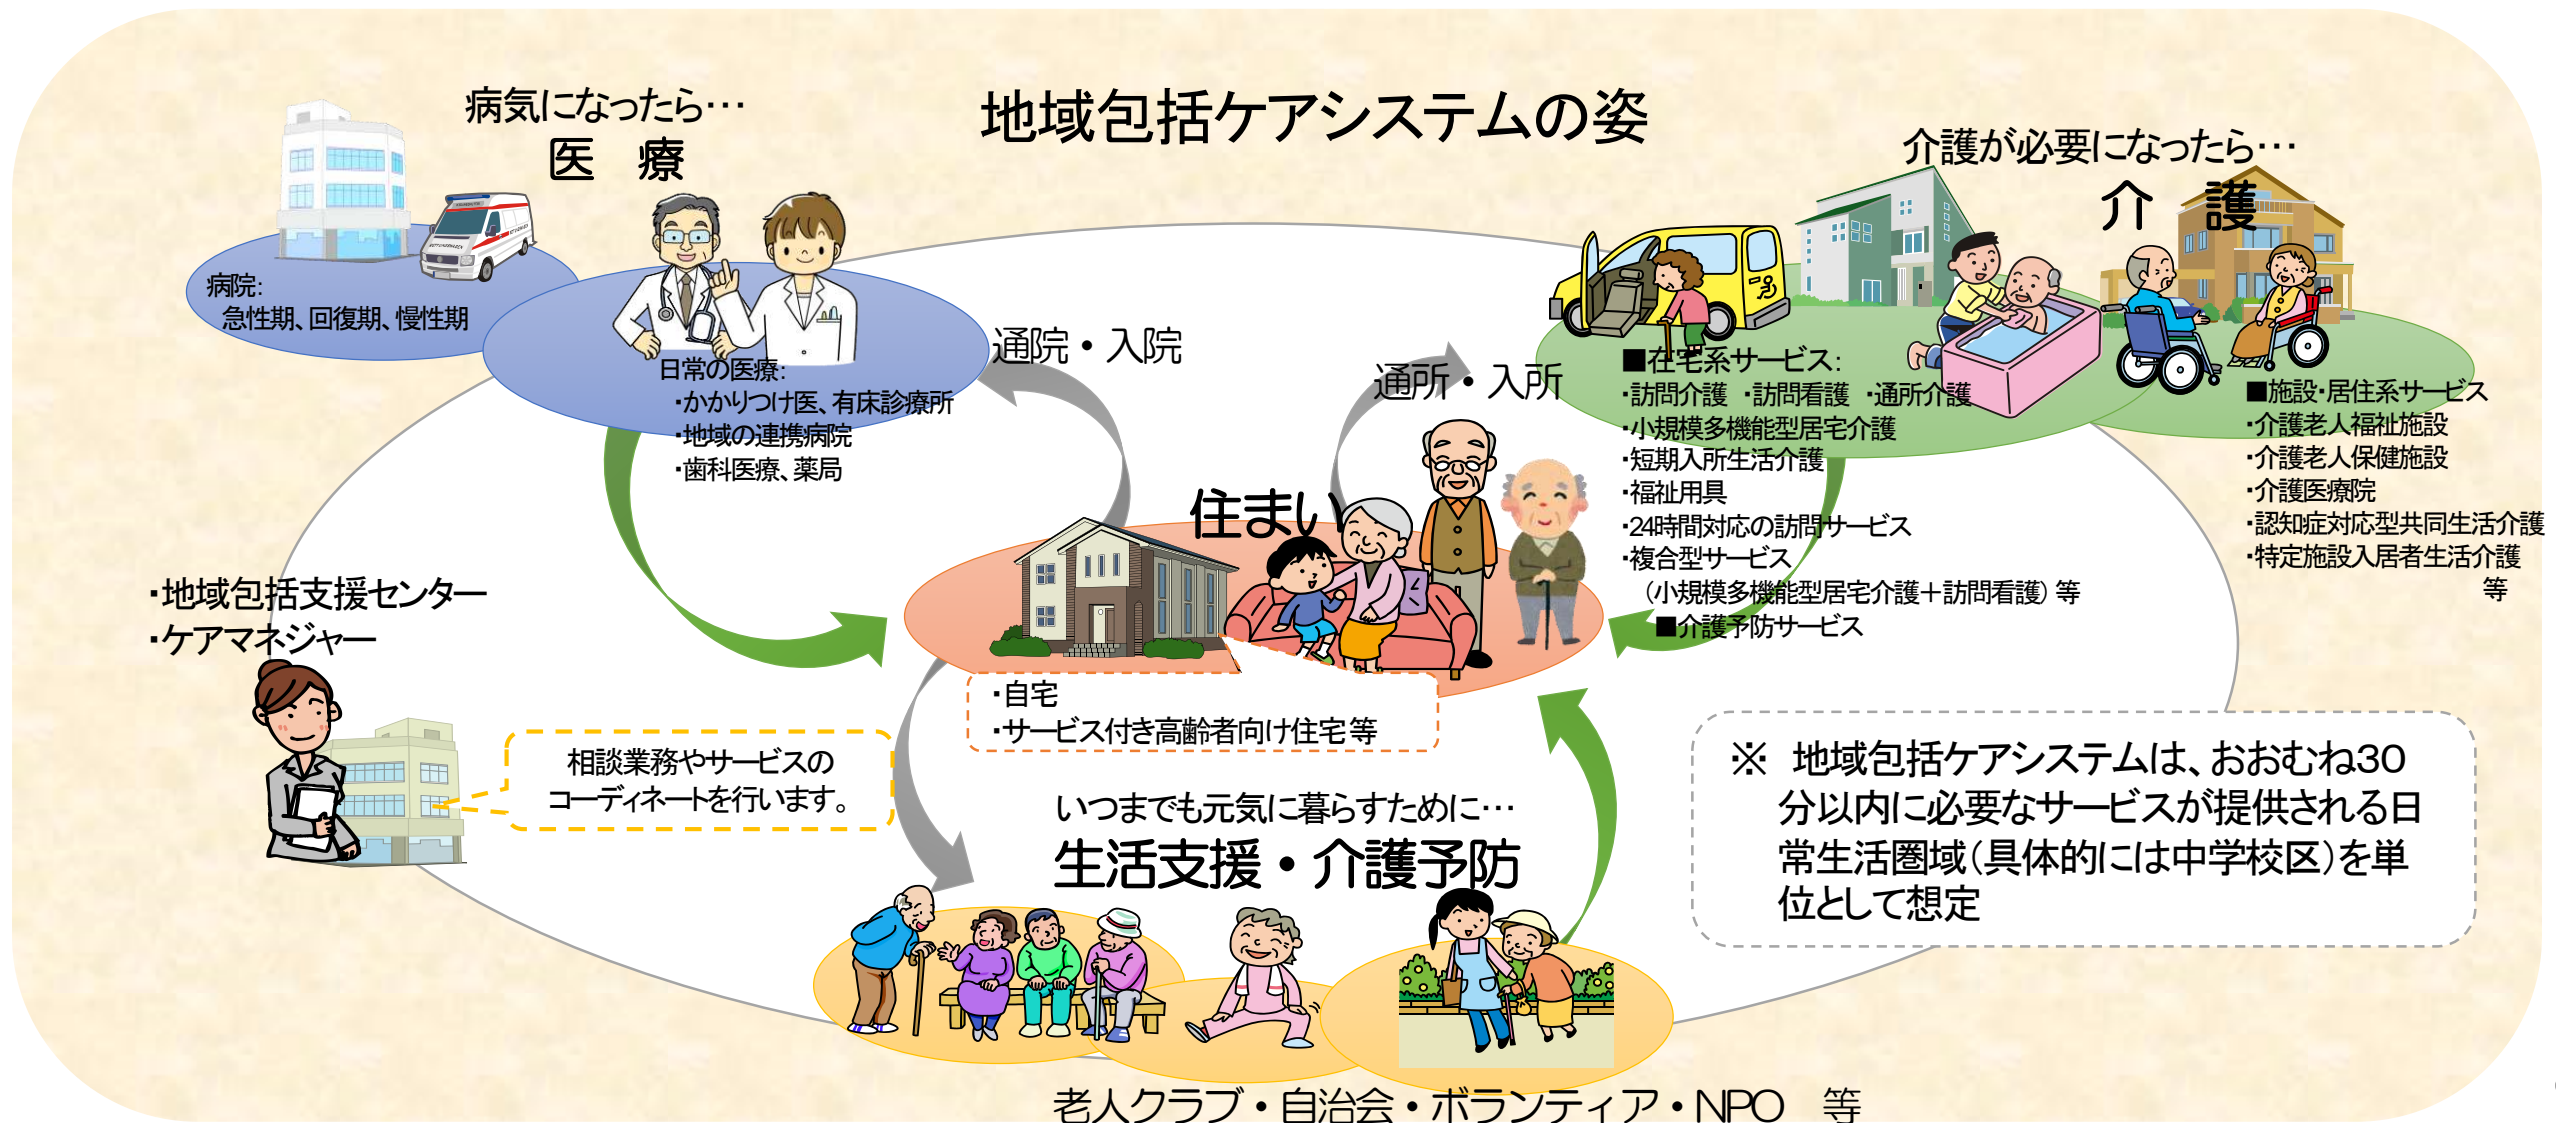 地域包括ケアシステムの姿
病気になったら…
医　療
病院:
急性期、回復期、慢性期
日常の医療:
・かかりつけ医、有床診療所
・地域の連携病院
・歯科医療、薬局
通院・入院
通所・入所
介護が必要になったら…
介　護
■在宅系サービス:
・訪問介護　・訪問看護　・通所介護
・小規模多機能型居宅介護
・短期入所生活介護
・福祉用具
・24時間対応の訪問サービス
・複合型サービス
（小規模多機能型居宅介護＋訪問看護）等
■介護予防サービス
■施設・居住系サービス
・介護老人福祉施設
・介護老人保健施設
・介護医療院
・認知症対応型共同生活介護
・特定施設入居者生活介護
等
住まい
・自宅
・サービス付き高齢者向け住宅等
・地域包括支援センター
・ケアマネジャー
相談業務やサービスの
コーディネートを行います。
いつまでも元気に暮らすために…
生活支援・介護予防
老人クラブ・自治会・ボランティア・NPO　等
※　地域包括ケアシステムは、おおむね30
分以内に必要なサービスが提供される日
常生活圏域（具体的には中学校区）を単
位として想定